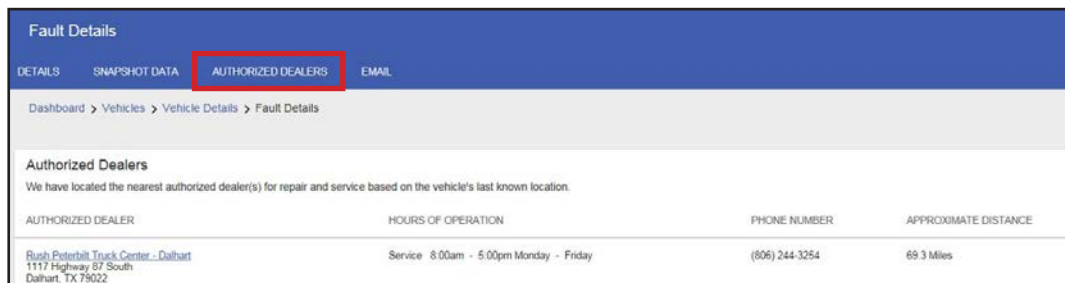 Fault Details
DETAILS SNAPSHOT DATA AUTHORIZED DEALERS EMAIL
Dashboard > Vehicles > Vehicle Details > Fault Details
Authorized Dealers
We have located the nearest authorized dealer(s) for repair and service based on the vehicle's last known location.
AUTHORIZED DEALER HOURS OF OPERATION PHONE NUMBER APPROXIMATE DISTANCE
Rush Peterbilt Truck Center - Dalhart Service 8:00am - 5:00pm Monday - Friday (806) 244-3254 69.3 Miles
1117 Highway 87 South
Dalhart, TX 79022